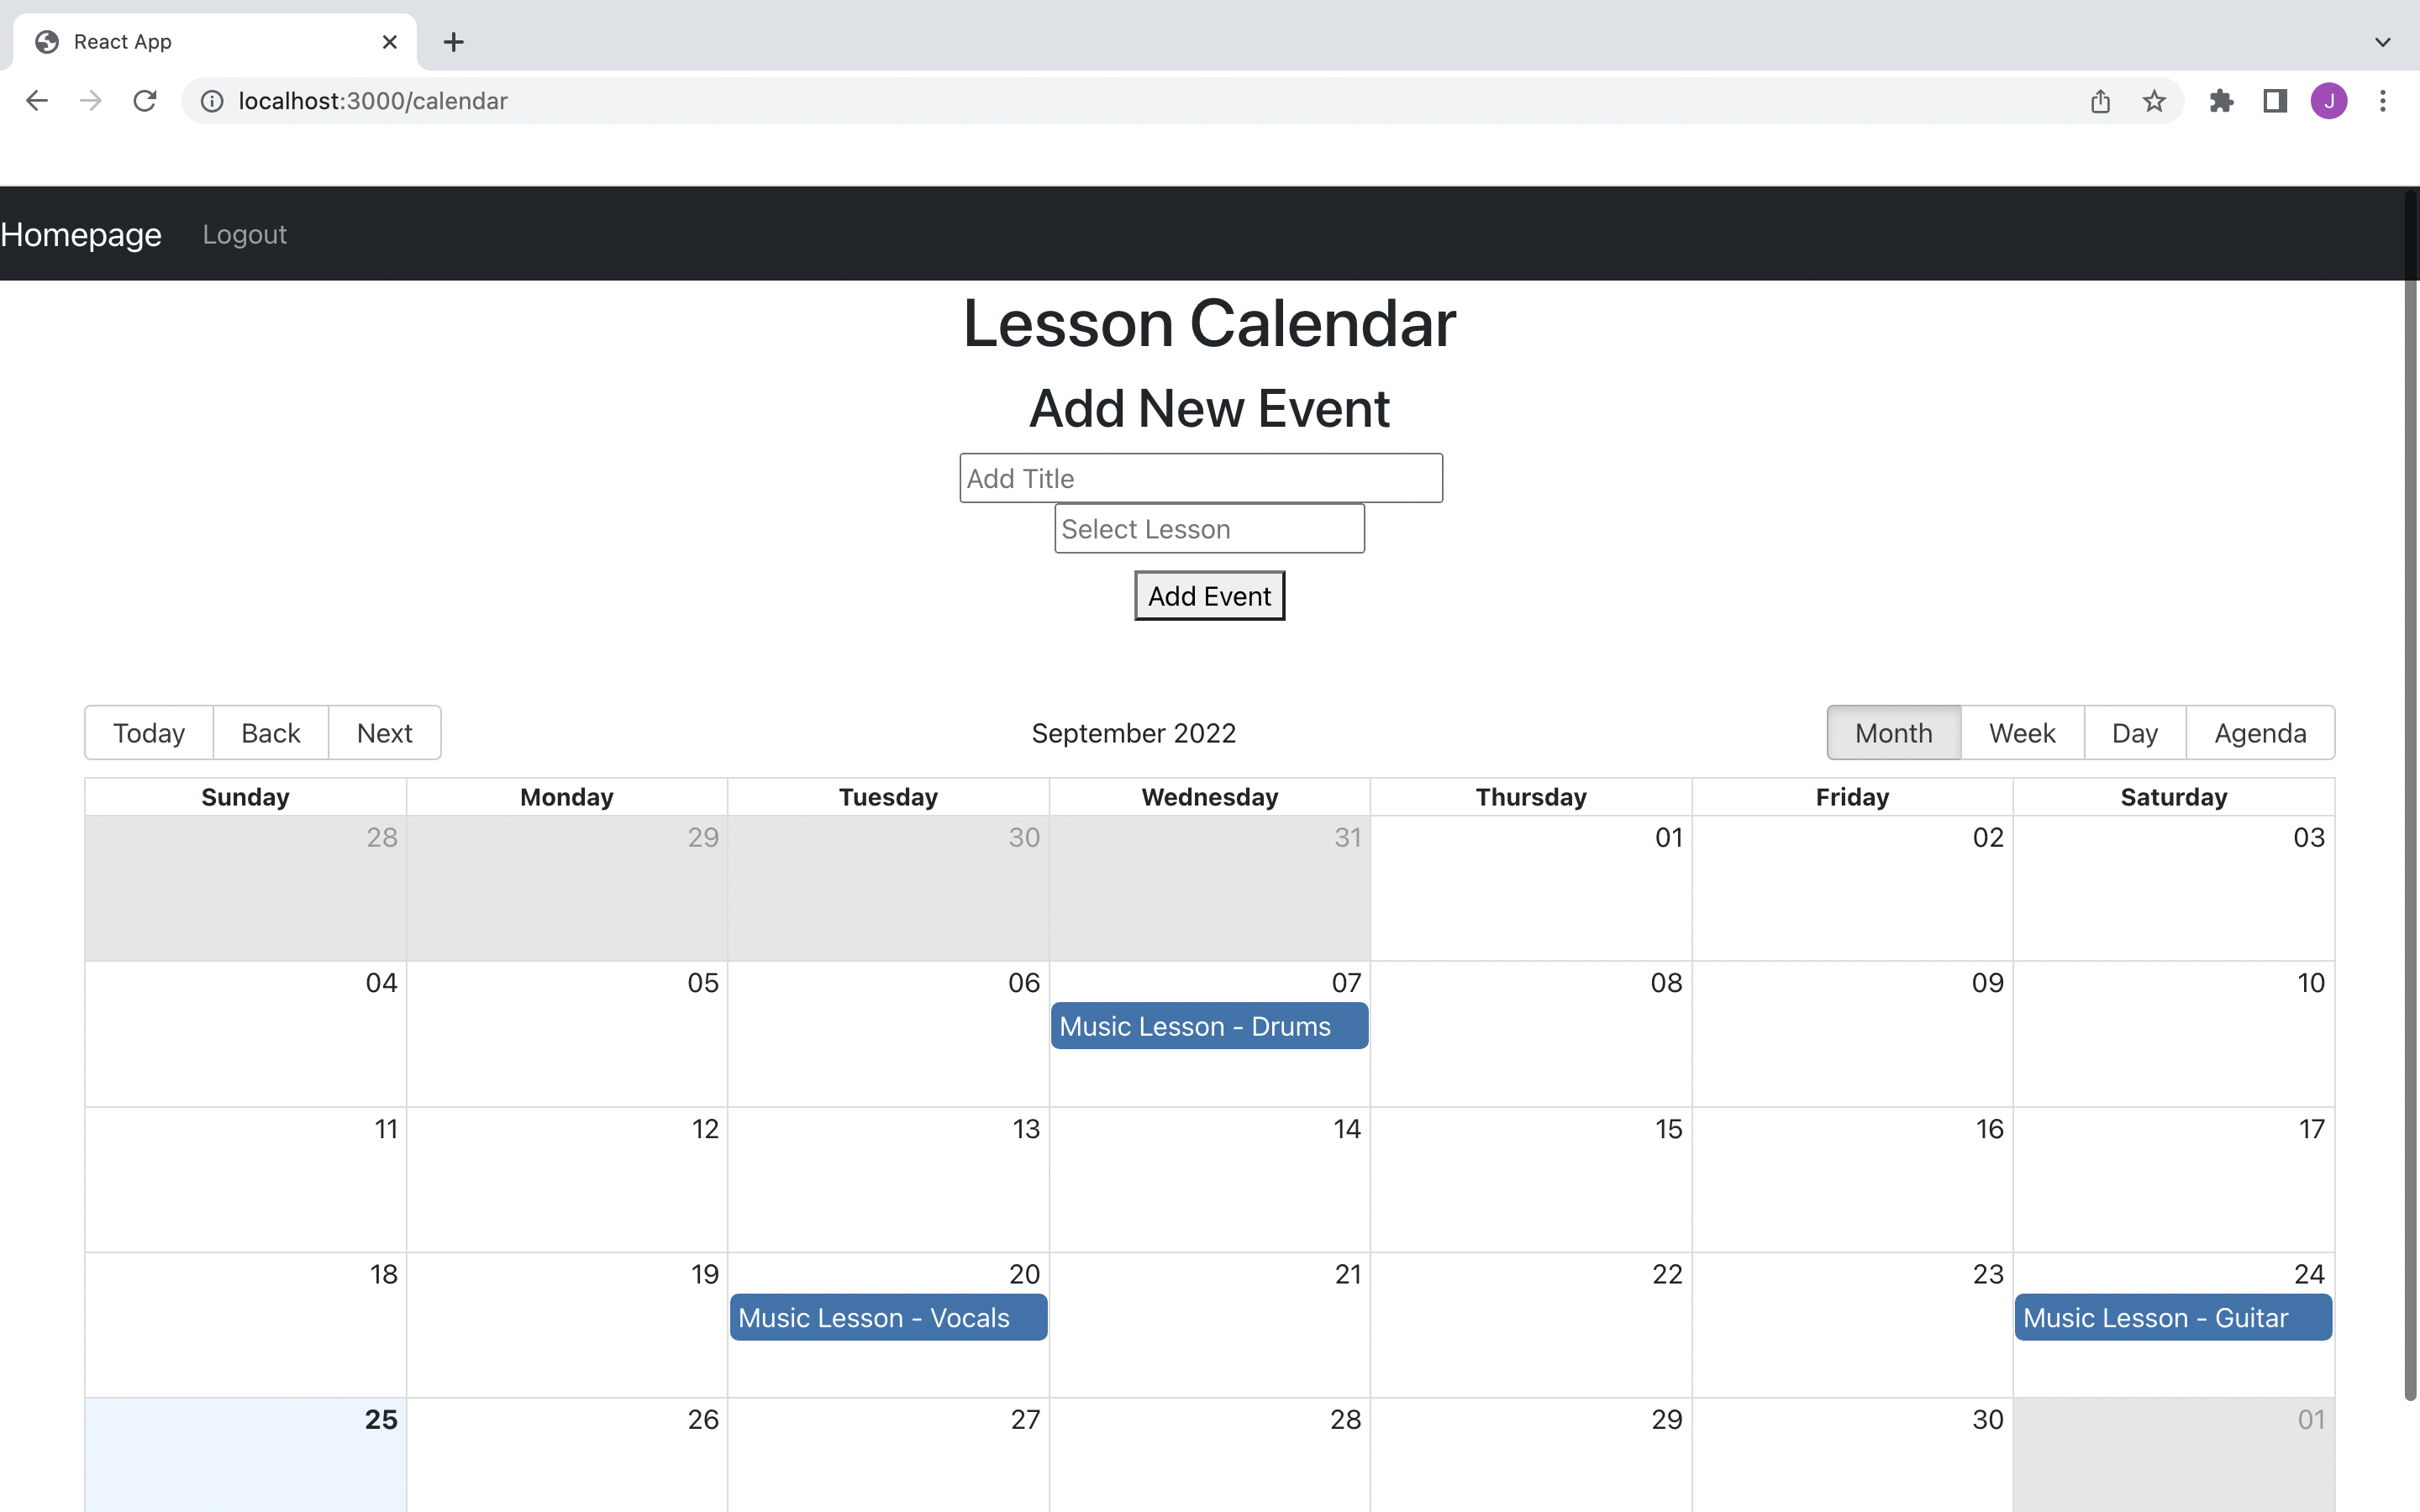 React App
localhost:3000/calendar
J
Homepage Logout
Lesson Calendar
Add New Event
Add Title
Select Lesson
Add Event
Today Back Next September 2022 Month Week Day Agenda
Sunday Monday Tuesday Wednesday Thursday Friday Saturday
28 29 30 31 01 02 03
04 05 06 07 08 09 10
Music Lesson - Drums
11 12 13 14 15 16 17
18 19 20 21 22 23 24
Music Lesson - Vocals Music Lesson - Guitar
25 26 27 28 29 30 01